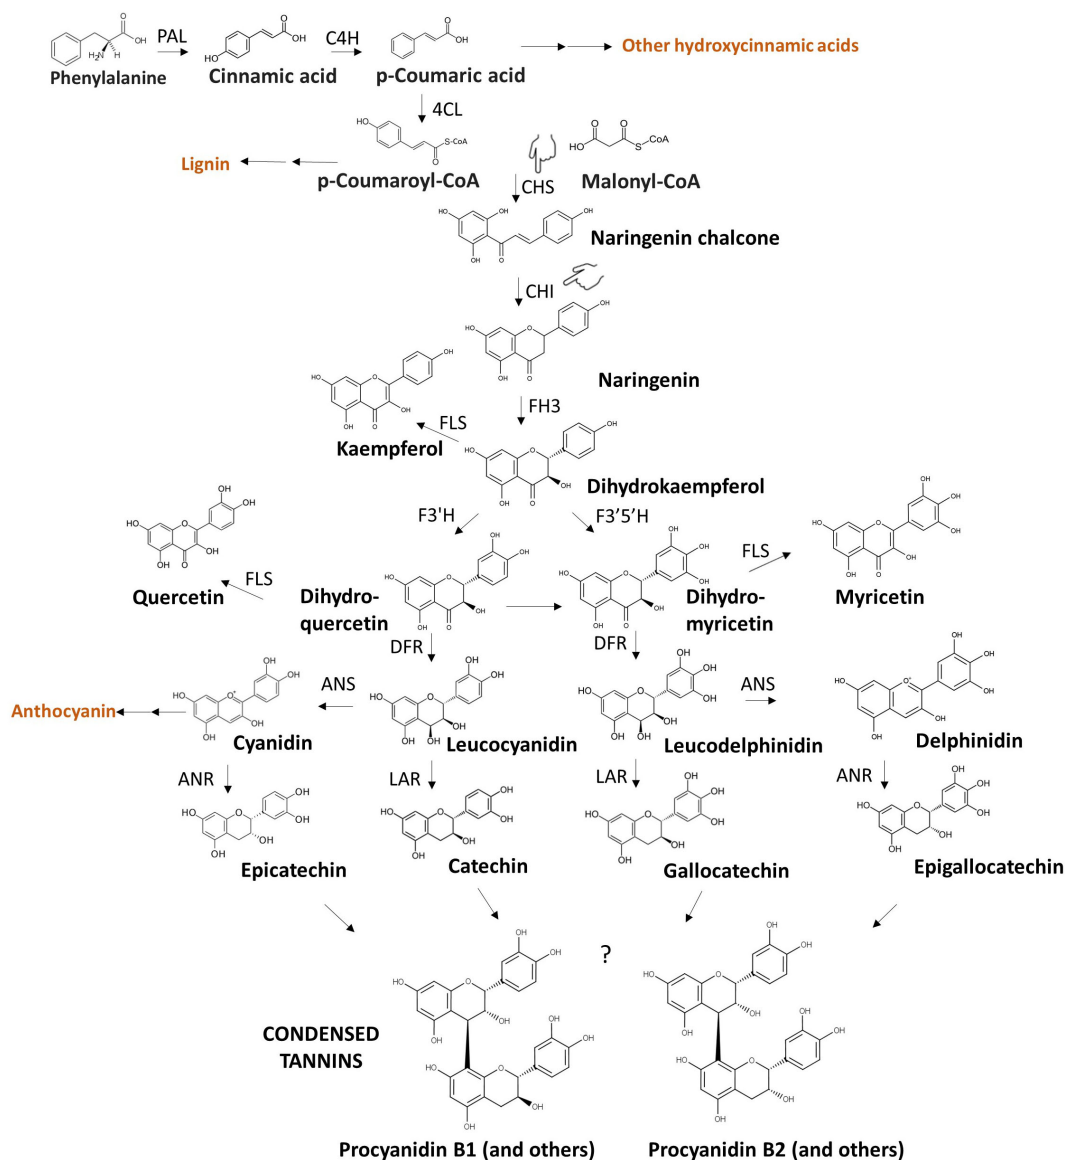 PAL
C4H
Other hydroxycinnamic acids
Phenylalanine
Cinnamic acid
p-Coumaric acid
4CL
Lignin
p-Coumaroyl-CoA
Malonyl-CoA
CHS
Naringenin chalcone
CHI
Naringenin
FH3
FLS
Kaempferol
Dihydrokaempferol
F3'H
F3’5’H
FLS
FLS
Quercetin
Dihydro-
quercetin
Dihydro-
myricetin
Myricetin
DFR
DFR
ANS
ANS
Anthocyanin
Cyanidin
Leucocyanidin
Leucodelphinidin
Delphinidin
ANR
LAR
LAR
ANR
Epicatechin
Catechin
Gallocatechin
Epigallocatechin
?
CONDENSED
TANNINS
Procyanidin B1 (and others)
Procyanidin B2 (and others)